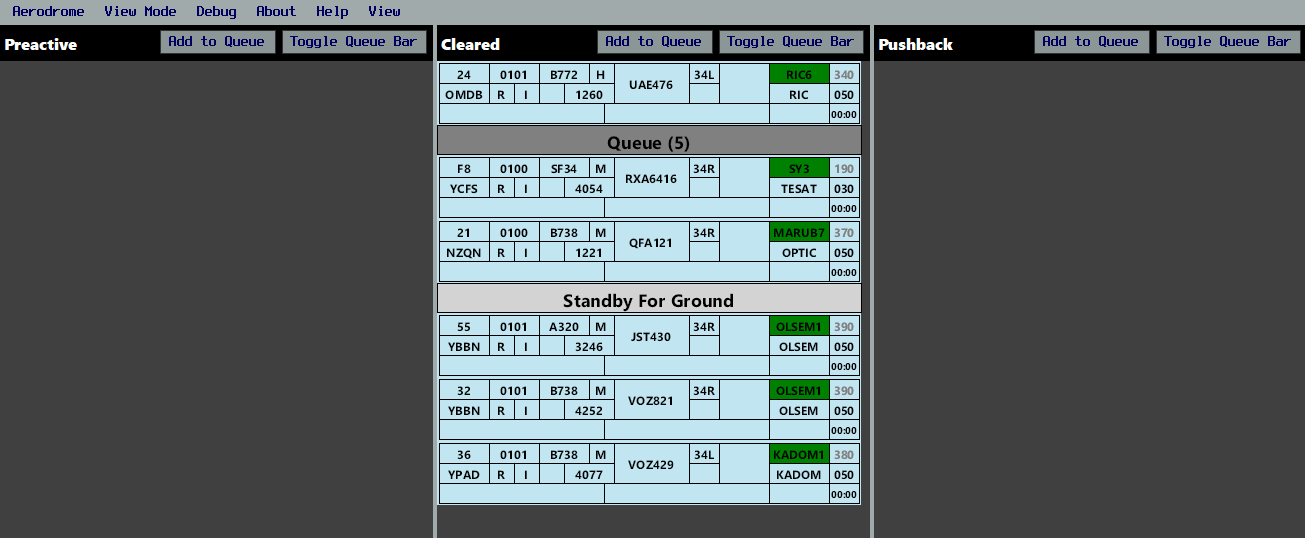 Aerodrome View Mode Debug About Help View
Preactive Add to Queue Toggle Queue Bar Cleared Add to Queue Toggle Queue Bar Pushback Add to Queue Toggle Queue Bar
24 0101 B772 H UAE476 34L RIC6 340
OMDB R I 1260 RIC 050
00:00
Queue (5)
F8 0100 SF34 M RXA6416 34R SY3 190
YCFS R I 4054 TESAT 030
00:00
21 0100 B738 M QFA121 34R MARUB7 370
NZQN R I 1221 OPTIC 050
00:00
Standby For Ground
55 0101 A320 M JST430 34R OLSEM1 390
YBBN R I 3246 OLSEM 050
00:00
32 0101 B738 M VOZ821 34R OLSEM1 390
YBBN R I 4252 OLSEM 050
00:00
36 0101 B738 M VOZ429 34L KADOM1 380
YPAD R I 4077 KADOM 050
00:00